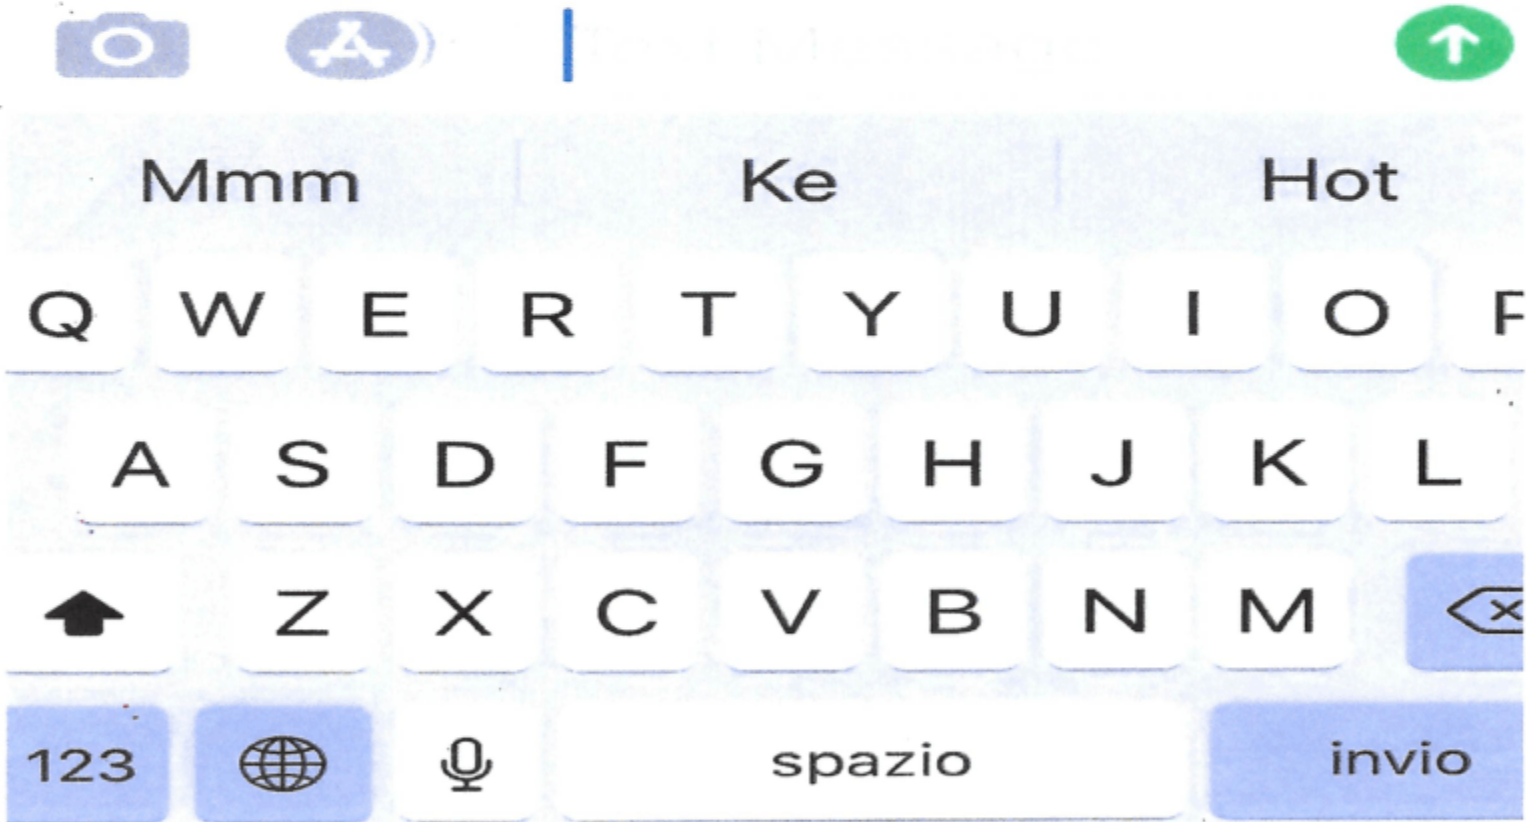 Mmm Ke Hot
Q W E R T Y U I O P
A S D F G H J K L
Z X C V B N M
123 spazio invio